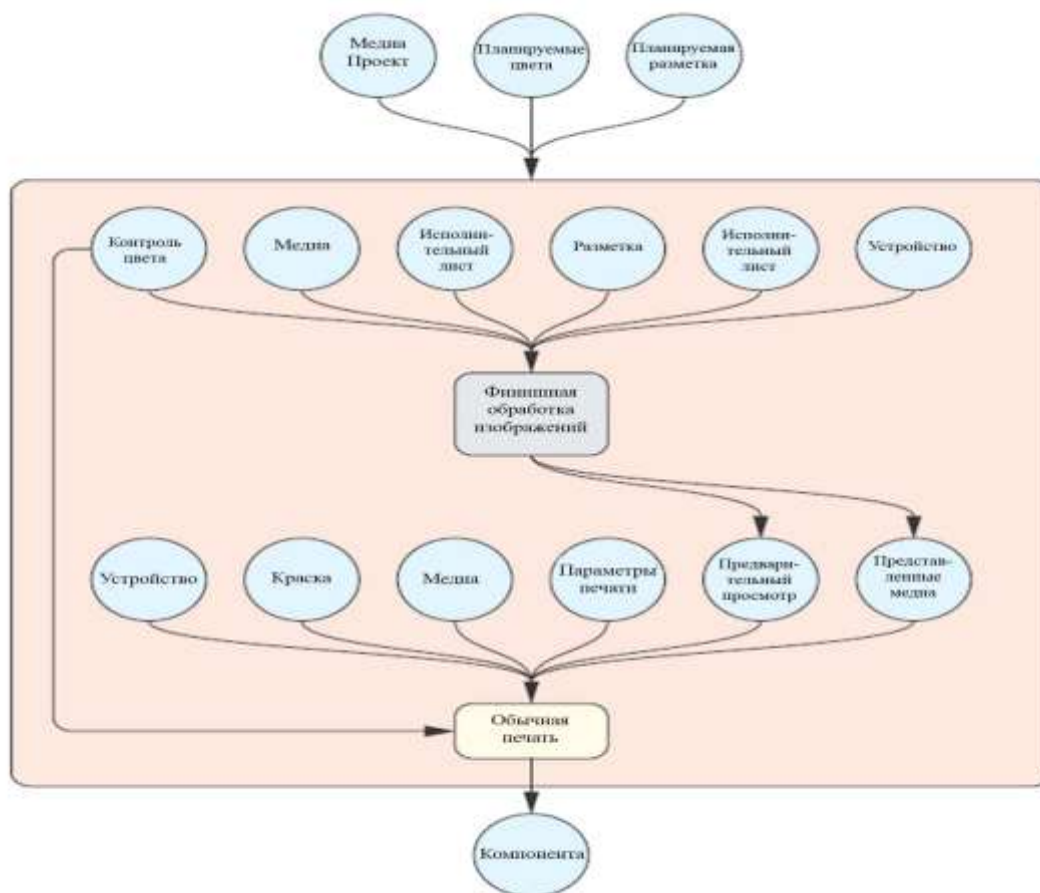 Медиа
Проект
Планируемые
цвета
Планируемая
разметка
Контроль
цвета
Медиа
Исполни-
тельный
лист
Разметка
Исполни-
тельный
лист
Устройство
Финишная
обработка
изображений
Устройство
Краска
Медиа
Параметры
печати
Предвари-
тельный
просмотр
Представ-
ленные
медиа
Обычная
печать
Компонента